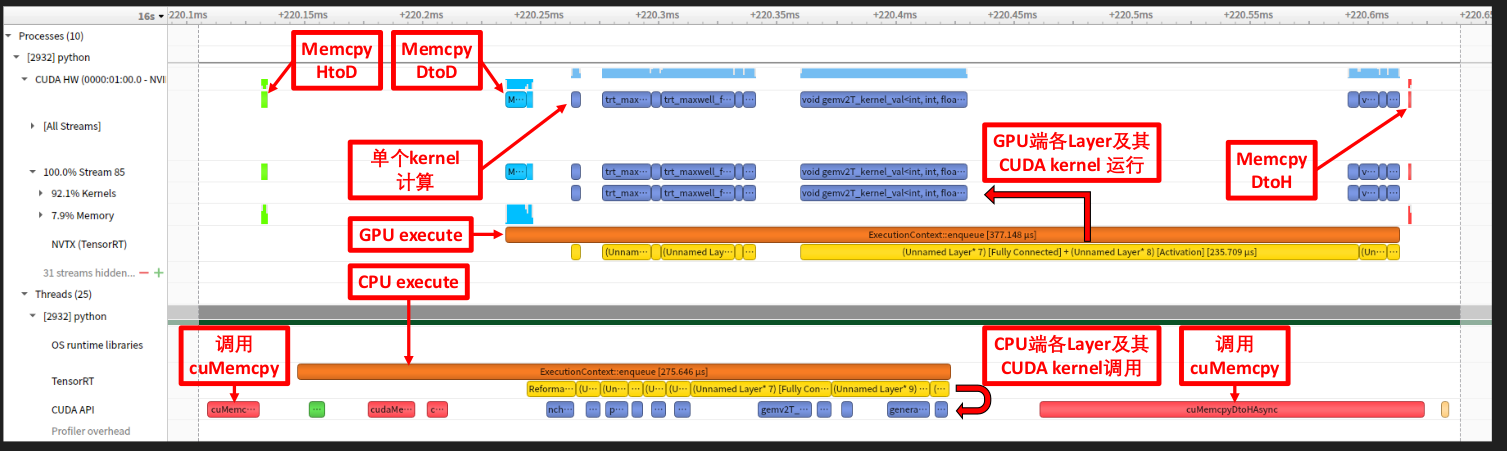 16s
+220.1ms
+220.15ms
+220.2ms
+220.25ms
+220.3ms
+220.35ms
+220.4ms
+220.45ms
+220.5ms
+220.55ms
+220.6ms
+220.65
Processes (10)
[2932] python
CUDA HW (0000:01:00.0 - NVI
Memcpy
HtoD
Memcpy
DtoD
M…
trt_max…
trt_maxwell_f…
…
void gemv2T_kernel_val<int, int, floa…
v…
…
[All Streams]
单个kernel
计算
GPU端各Layer及其
CUDA kernel 运行
Memcpy
DtoH
100.0% Stream 85
M…
trt_max…
trt_maxwell_f…
…
void gemv2T_kernel_val<int, int, floa…
v…
…
92.1% Kernels
trt_max…
trt_maxwell_f…
…
void gemv2T_kernel_val<int, int, floa…
v…
…
7.9% Memory
GPU execute
ExecutionContext::enqueue [377.148 μs]
NVTX (TensorRT)
(Unnam…
(Unnamed Lay…
…
(Unnamed Layer* 7) [Fully Connected] + (Unnamed Layer* 8) [Activation] [235.709 μs]
(Un…
…
31 streams hidden...
CPU execute
Threads (25)
[2932] python
OS runtime libraries
调用
cuMemcpy
CPU端各Layer及其
CUDA kernel调用
调用
cuMemcpy
TensorRT
ExecutionContext::enqueue [275.646 μs]
Reforma…
(U…
(Un…
(U…
(U…
(Unnamed Layer* 7) [Fully Con…
(Unnamed Layer* 9) …
(…
CUDA API
cuMemc…
…
cudaMe…
c…
nch…
…
p…
…
…
…
gemv2T_…
…
…
genera…
…
cuMemcpyDtoHAsync
Profiler overhead